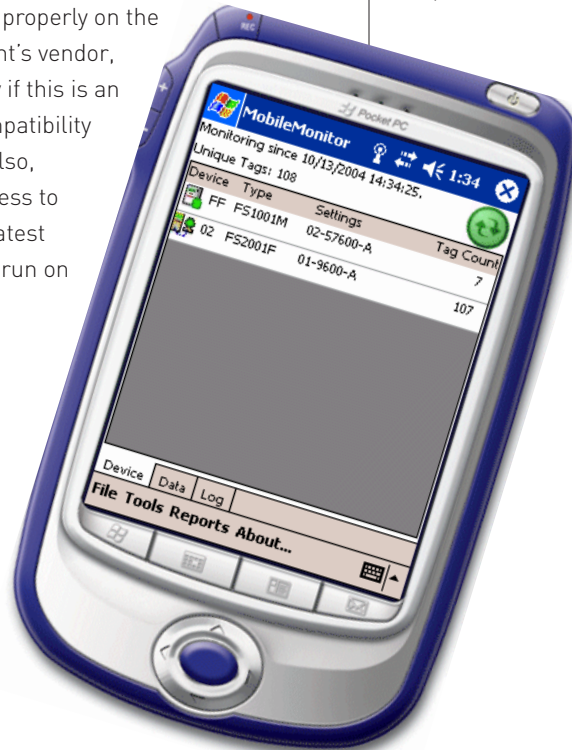 properly on the
nt's vendor,
if this is an
mpatibility
lso,
ess to
atest
run on
REC
Pocket PC
MobileMonitor 1:34
Monitoring since 10/13/2004 14:34:25.
Unique Tags: 108
Device Type Settings Tag Count
FF FS1001M 02-57600-A 7
02 FS2001F 01-9600-A 107
Device Data Log
File Tools Reports About...